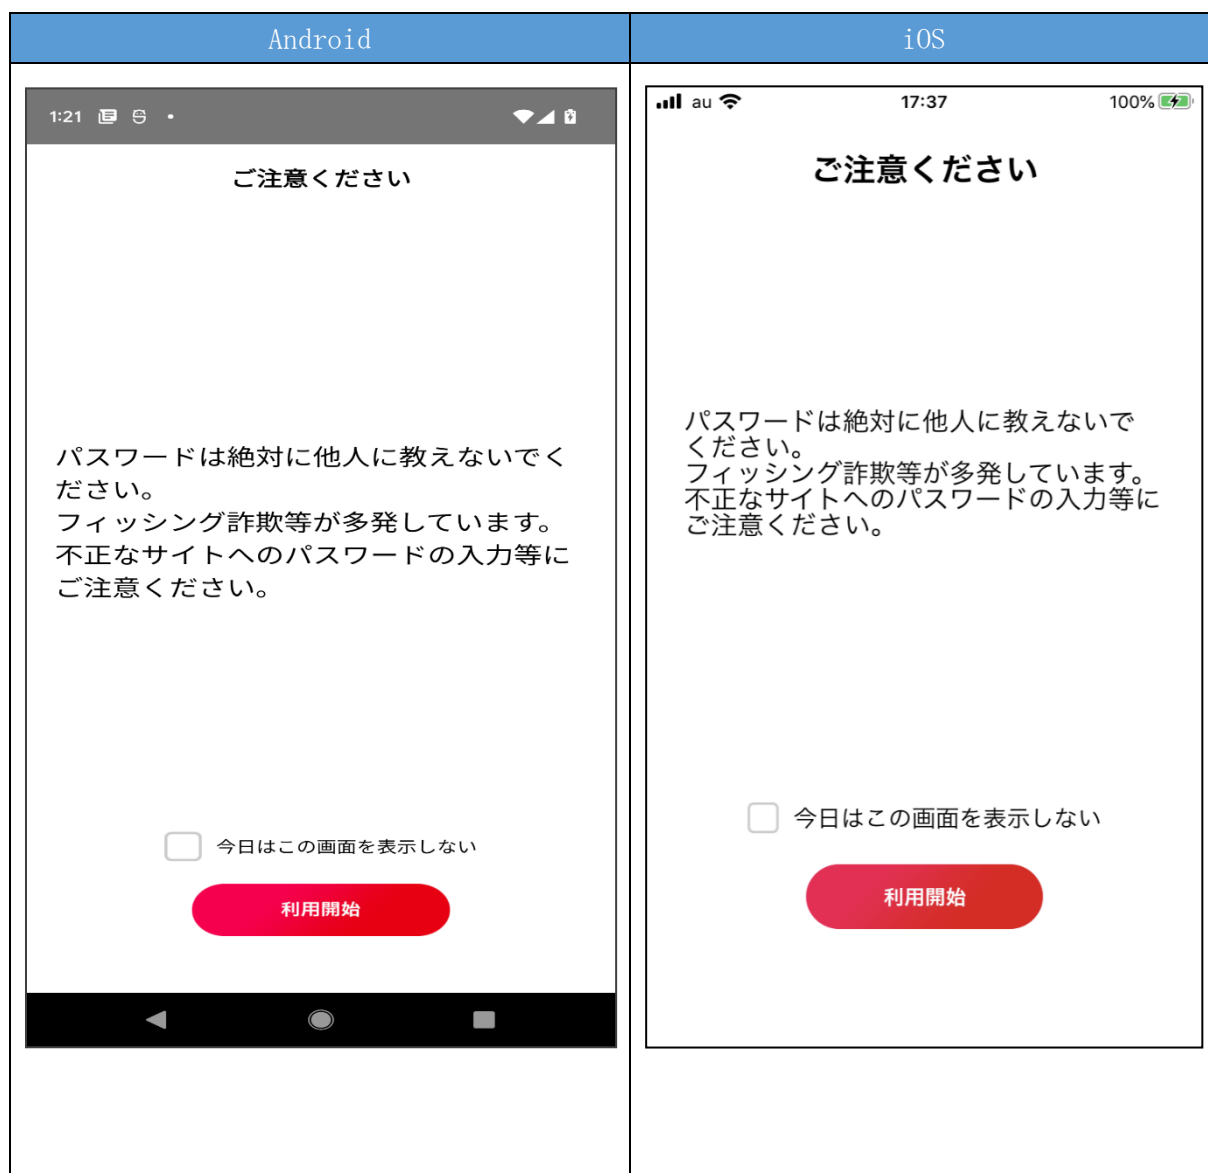 Android
iOS
1:21
ご注意ください
パスワードは絶対に他人に教えないでく
ださい。
フィッシング詐欺等が多発しています。
不正なサイトへのパスワードの入力等に
ご注意ください。
今日はこの画面を表示しない
利用開始
au
17:37
100%
ご注意ください
パスワードは絶対に他人に教えないで
ください。
フィッシング詐欺等が多発しています。
不正なサイトへのパスワードの入力等に
ご注意ください。
今日はこの画面を表示しない
利用開始